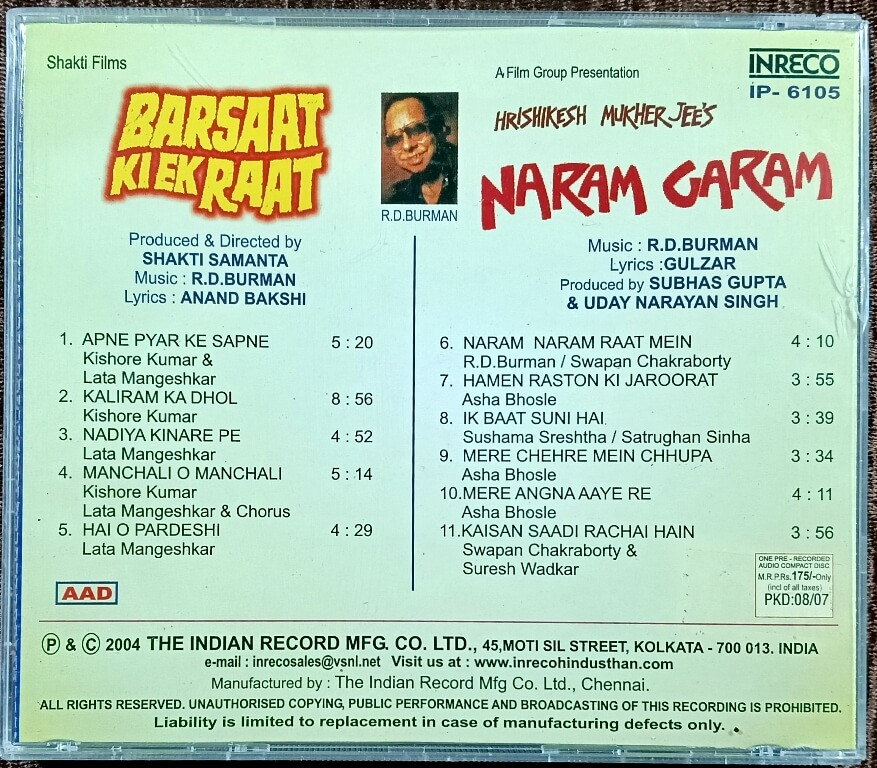 Shakti Films
BARSAAT
KI EK RAAT
Produced & Directed by
SHAKTI SAMANTA
Music : R.D.BURMAN
Lyrics : ANAND BAKSHI
1. APNE PYAR KE SAPNE 5 : 20
Kishore Kumar &
Lata Mangeshkar
2. KALIRAM KA DHOL 8 : 56
Kishore Kumar
3. NADIYA KINARE PE 4 : 52
Lata Mangeshkar
4. MANCHALI O MANCHALI 5 : 14
Kishore Kumar
Lata Mangeshkar & Chorus
5. HAI O PARDESHI 4 : 29
Lata Mangeshkar
AAD
R.D.BURMAN
A Film Group Presentation
INRECO
IP- 6105
HRISHIKESH MUKHERJEE'S
NARAM GARAM
Music : R.D.BURMAN
Lyrics :GULZAR
Produced by SUBHAS GUPTA
& UDAY NARAYAN SINGH
6. NARAM NARAM RAAT MEIN 4 : 10
R.D.Burman / Swapan Chakraborty
7. HAMEN RASTON KI JAROORAT 3 : 55
Asha Bhosle
8. IK BAAT SUNI HAI 3 : 39
Sushama Sreshtha / Satrughan Sinha
9. MERE CHEHRE MEIN CHHUPA 3 : 34
Asha Bhosle
10.MERE ANGNA AAYE RE 4 : 11
Asha Bhosle
11.KAISAN SAADI RACHAI HAIN 3 : 56
Swapan Chakraborty &
Suresh Wadkar
ONE PRE - RECORDED
AUDIO COMPACT DISC
M.R.P.Rs.175/-Only
(incl of all taxes)
PKD:08/07
Ⓟ & © 2004 THE INDIAN RECORD MFG. CO. LTD., 45,MOTI SIL STREET, KOLKATA - 700 013. INDIA
e-mail : inrecosales@vsnl.net Visit us at : www.inrecohindusthan.com
Manufactured by : The Indian Record Mfg Co. Ltd., Chennai.
ALL RIGHTS RESERVED. UNAUTHORISED COPYING, PUBLIC PERFORMANCE AND BROADCASTING OF THIS RECORDING IS PROHIBITED.
Liability is limited to replacement in case of manufacturing defects only.